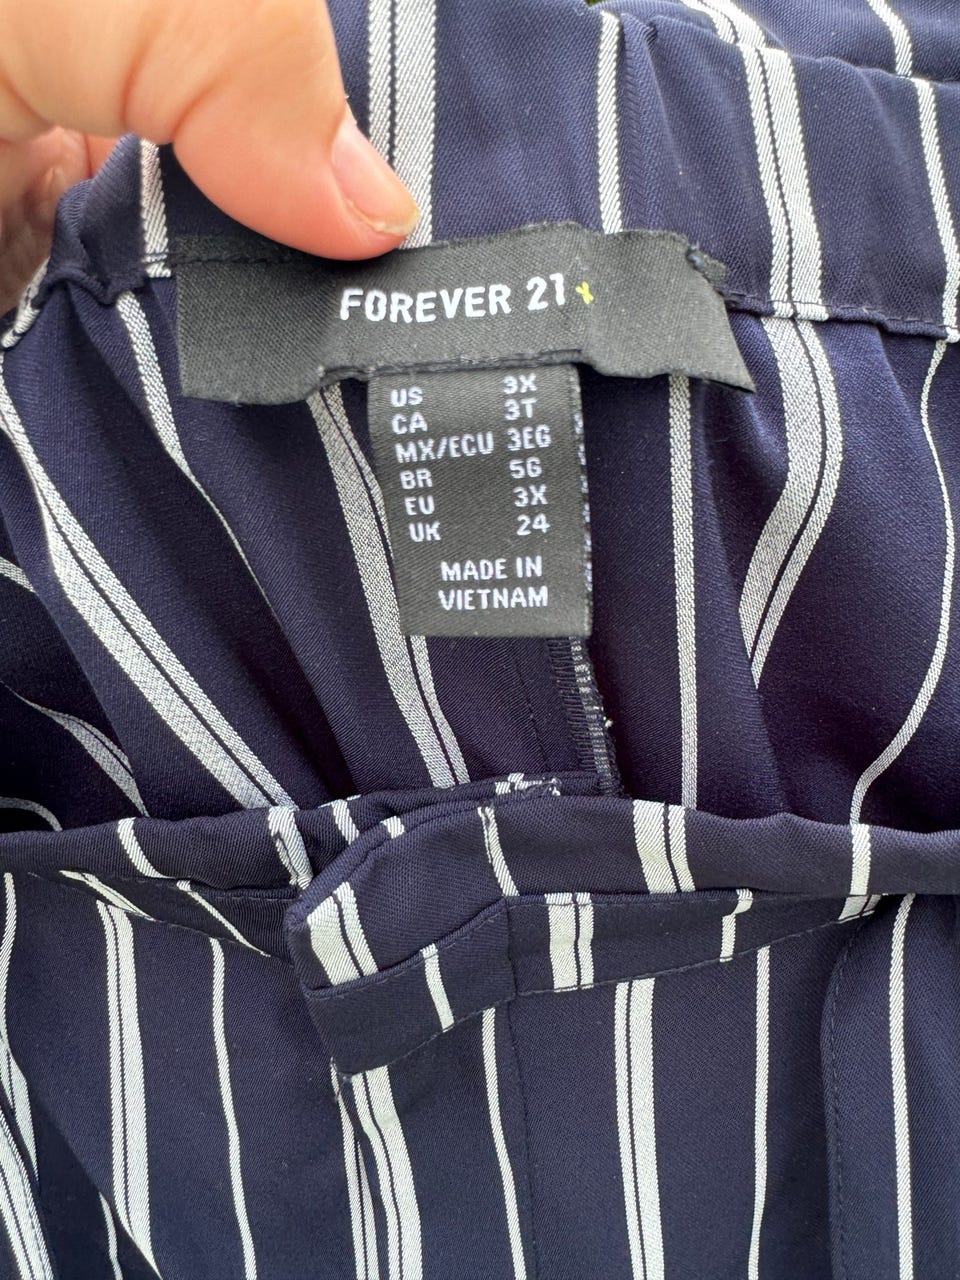 FOREVER 21
US 3X
CA 3T
MX/ECU 3EG
BR 5G
EU 3X
UK 24
MADE IN
VIETNAM